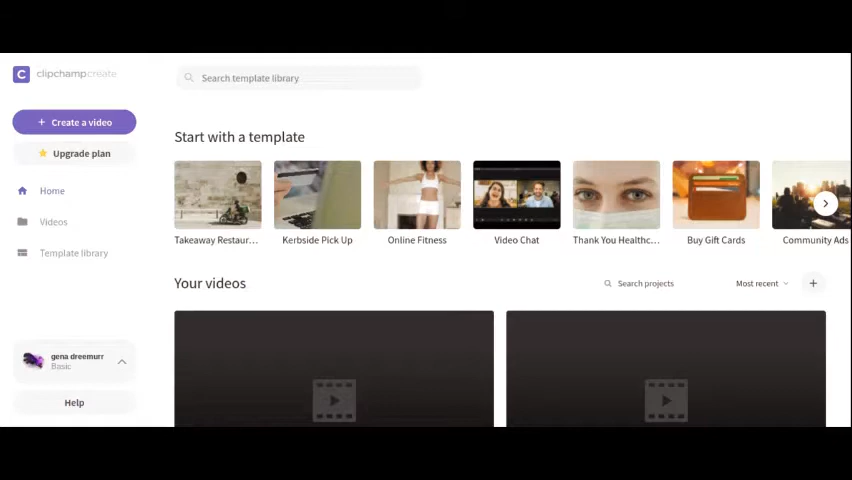 C clipchampcreate
Search template library
+ Create a video
Upgrade plan
Home
Videos
Template library
Start with a template
Takeaway Restaur...
Kerbside Pick Up
Online Fitness
Video Chat
Thank You Healthc...
Buy Gift Cards
Community Ads
Your videos
Search projects
Most recent
+
gena dreemurr
Basic
Help